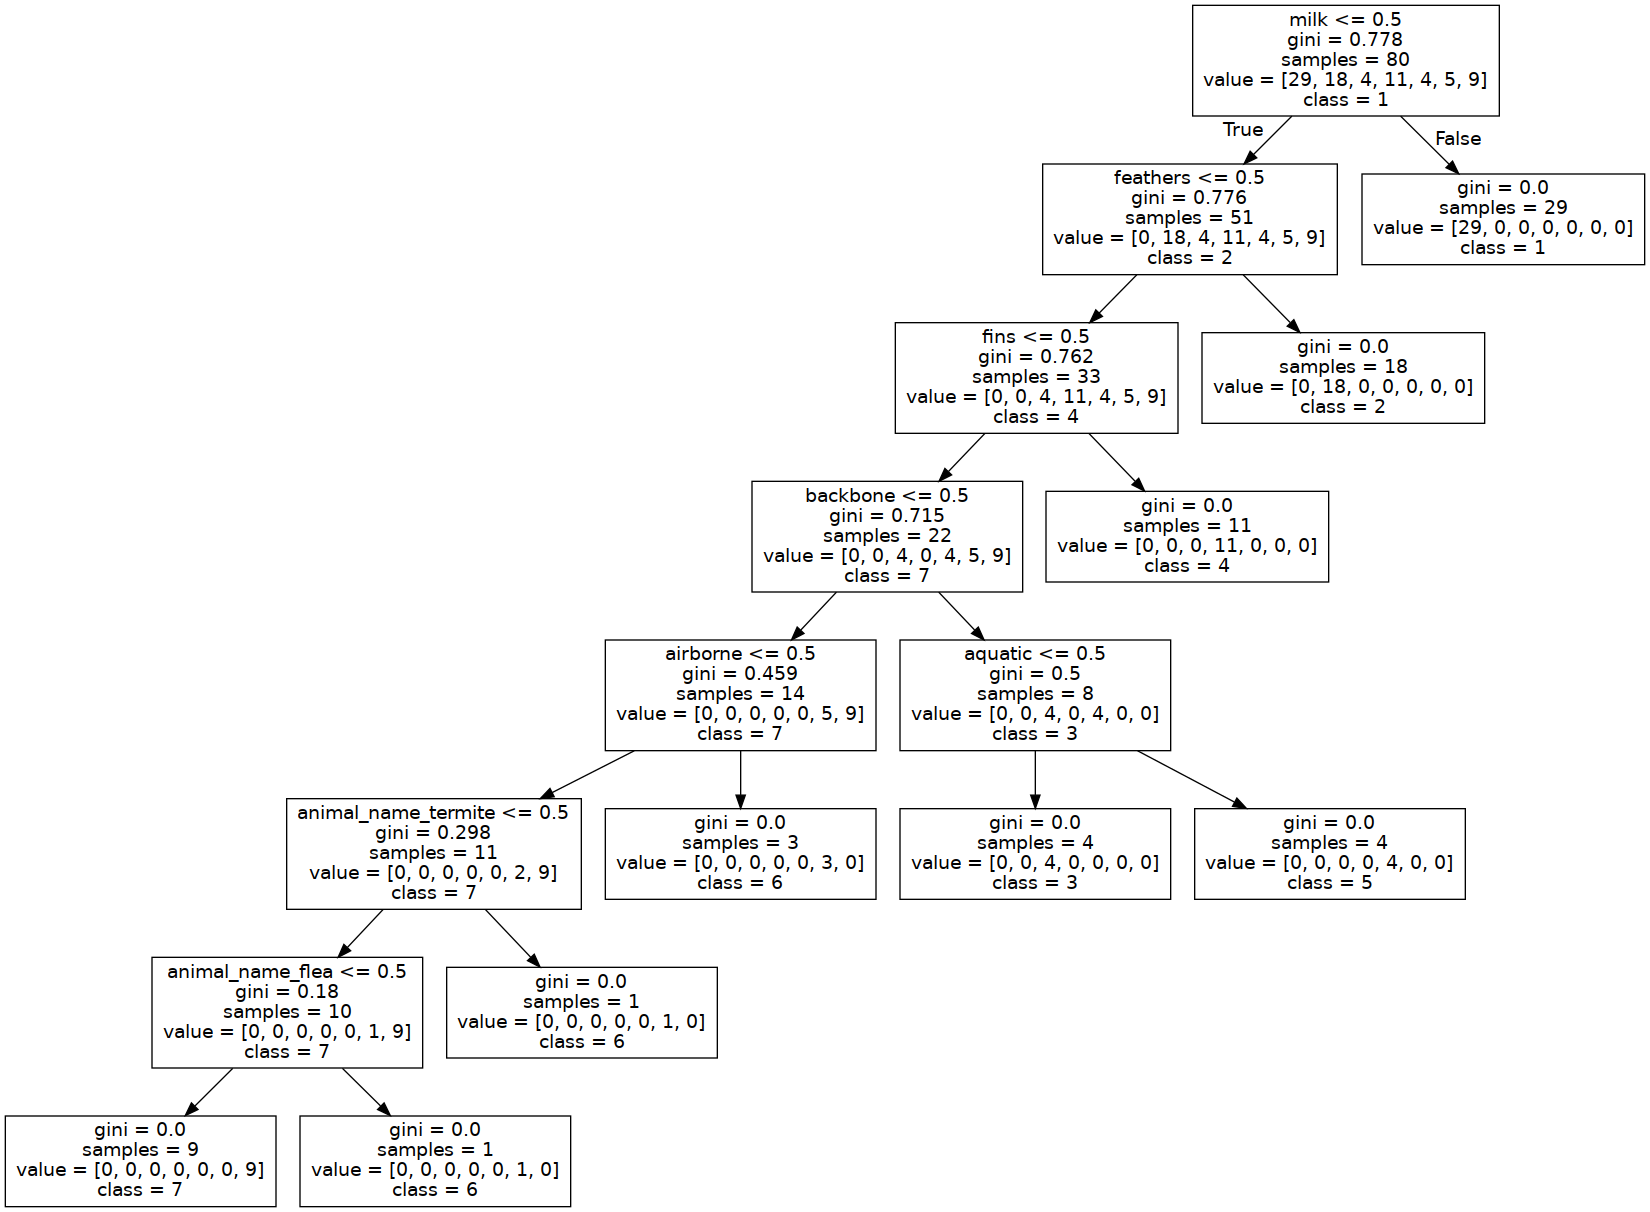 milk <= 0.5
gini = 0.778
samples = 80
value = [29, 18, 4, 11, 4, 5, 9]
class = 1
True
False
feathers <= 0.5
gini = 0.776
samples = 51
value = [0, 18, 4, 11, 4, 5, 9]
class = 2
gini = 0.0
samples = 29
value = [29, 0, 0, 0, 0, 0, 0]
class = 1
fins <= 0.5
gini = 0.762
samples = 33
value = [0, 0, 4, 11, 4, 5, 9]
class = 4
gini = 0.0
samples = 18
value = [0, 18, 0, 0, 0, 0, 0]
class = 2
backbone <= 0.5
gini = 0.715
samples = 22
value = [0, 0, 4, 0, 4, 5, 9]
class = 7
gini = 0.0
samples = 11
value = [0, 0, 0, 11, 0, 0, 0]
class = 4
airborne <= 0.5
gini = 0.459
samples = 14
value = [0, 0, 0, 0, 0, 5, 9]
class = 7
aquatic <= 0.5
gini = 0.5
samples = 8
value = [0, 0, 4, 0, 4, 0, 0]
class = 3
animal_name_termite <= 0.5
gini = 0.298
samples = 11
value = [0, 0, 0, 0, 0, 2, 9]
class = 7
gini = 0.0
samples = 3
value = [0, 0, 0, 0, 0, 3, 0]
class = 6
gini = 0.0
samples = 4
value = [0, 0, 4, 0, 0, 0, 0]
class = 3
gini = 0.0
samples = 4
value = [0, 0, 0, 0, 4, 0, 0]
class = 5
animal_name_flea <= 0.5
gini = 0.18
samples = 10
value = [0, 0, 0, 0, 0, 1, 9]
class = 7
gini = 0.0
samples = 1
value = [0, 0, 0, 0, 0, 1, 0]
class = 6
gini = 0.0
samples = 9
value = [0, 0, 0, 0, 0, 0, 9]
class = 7
gini = 0.0
samples = 1
value = [0, 0, 0, 0, 0, 1, 0]
class = 6